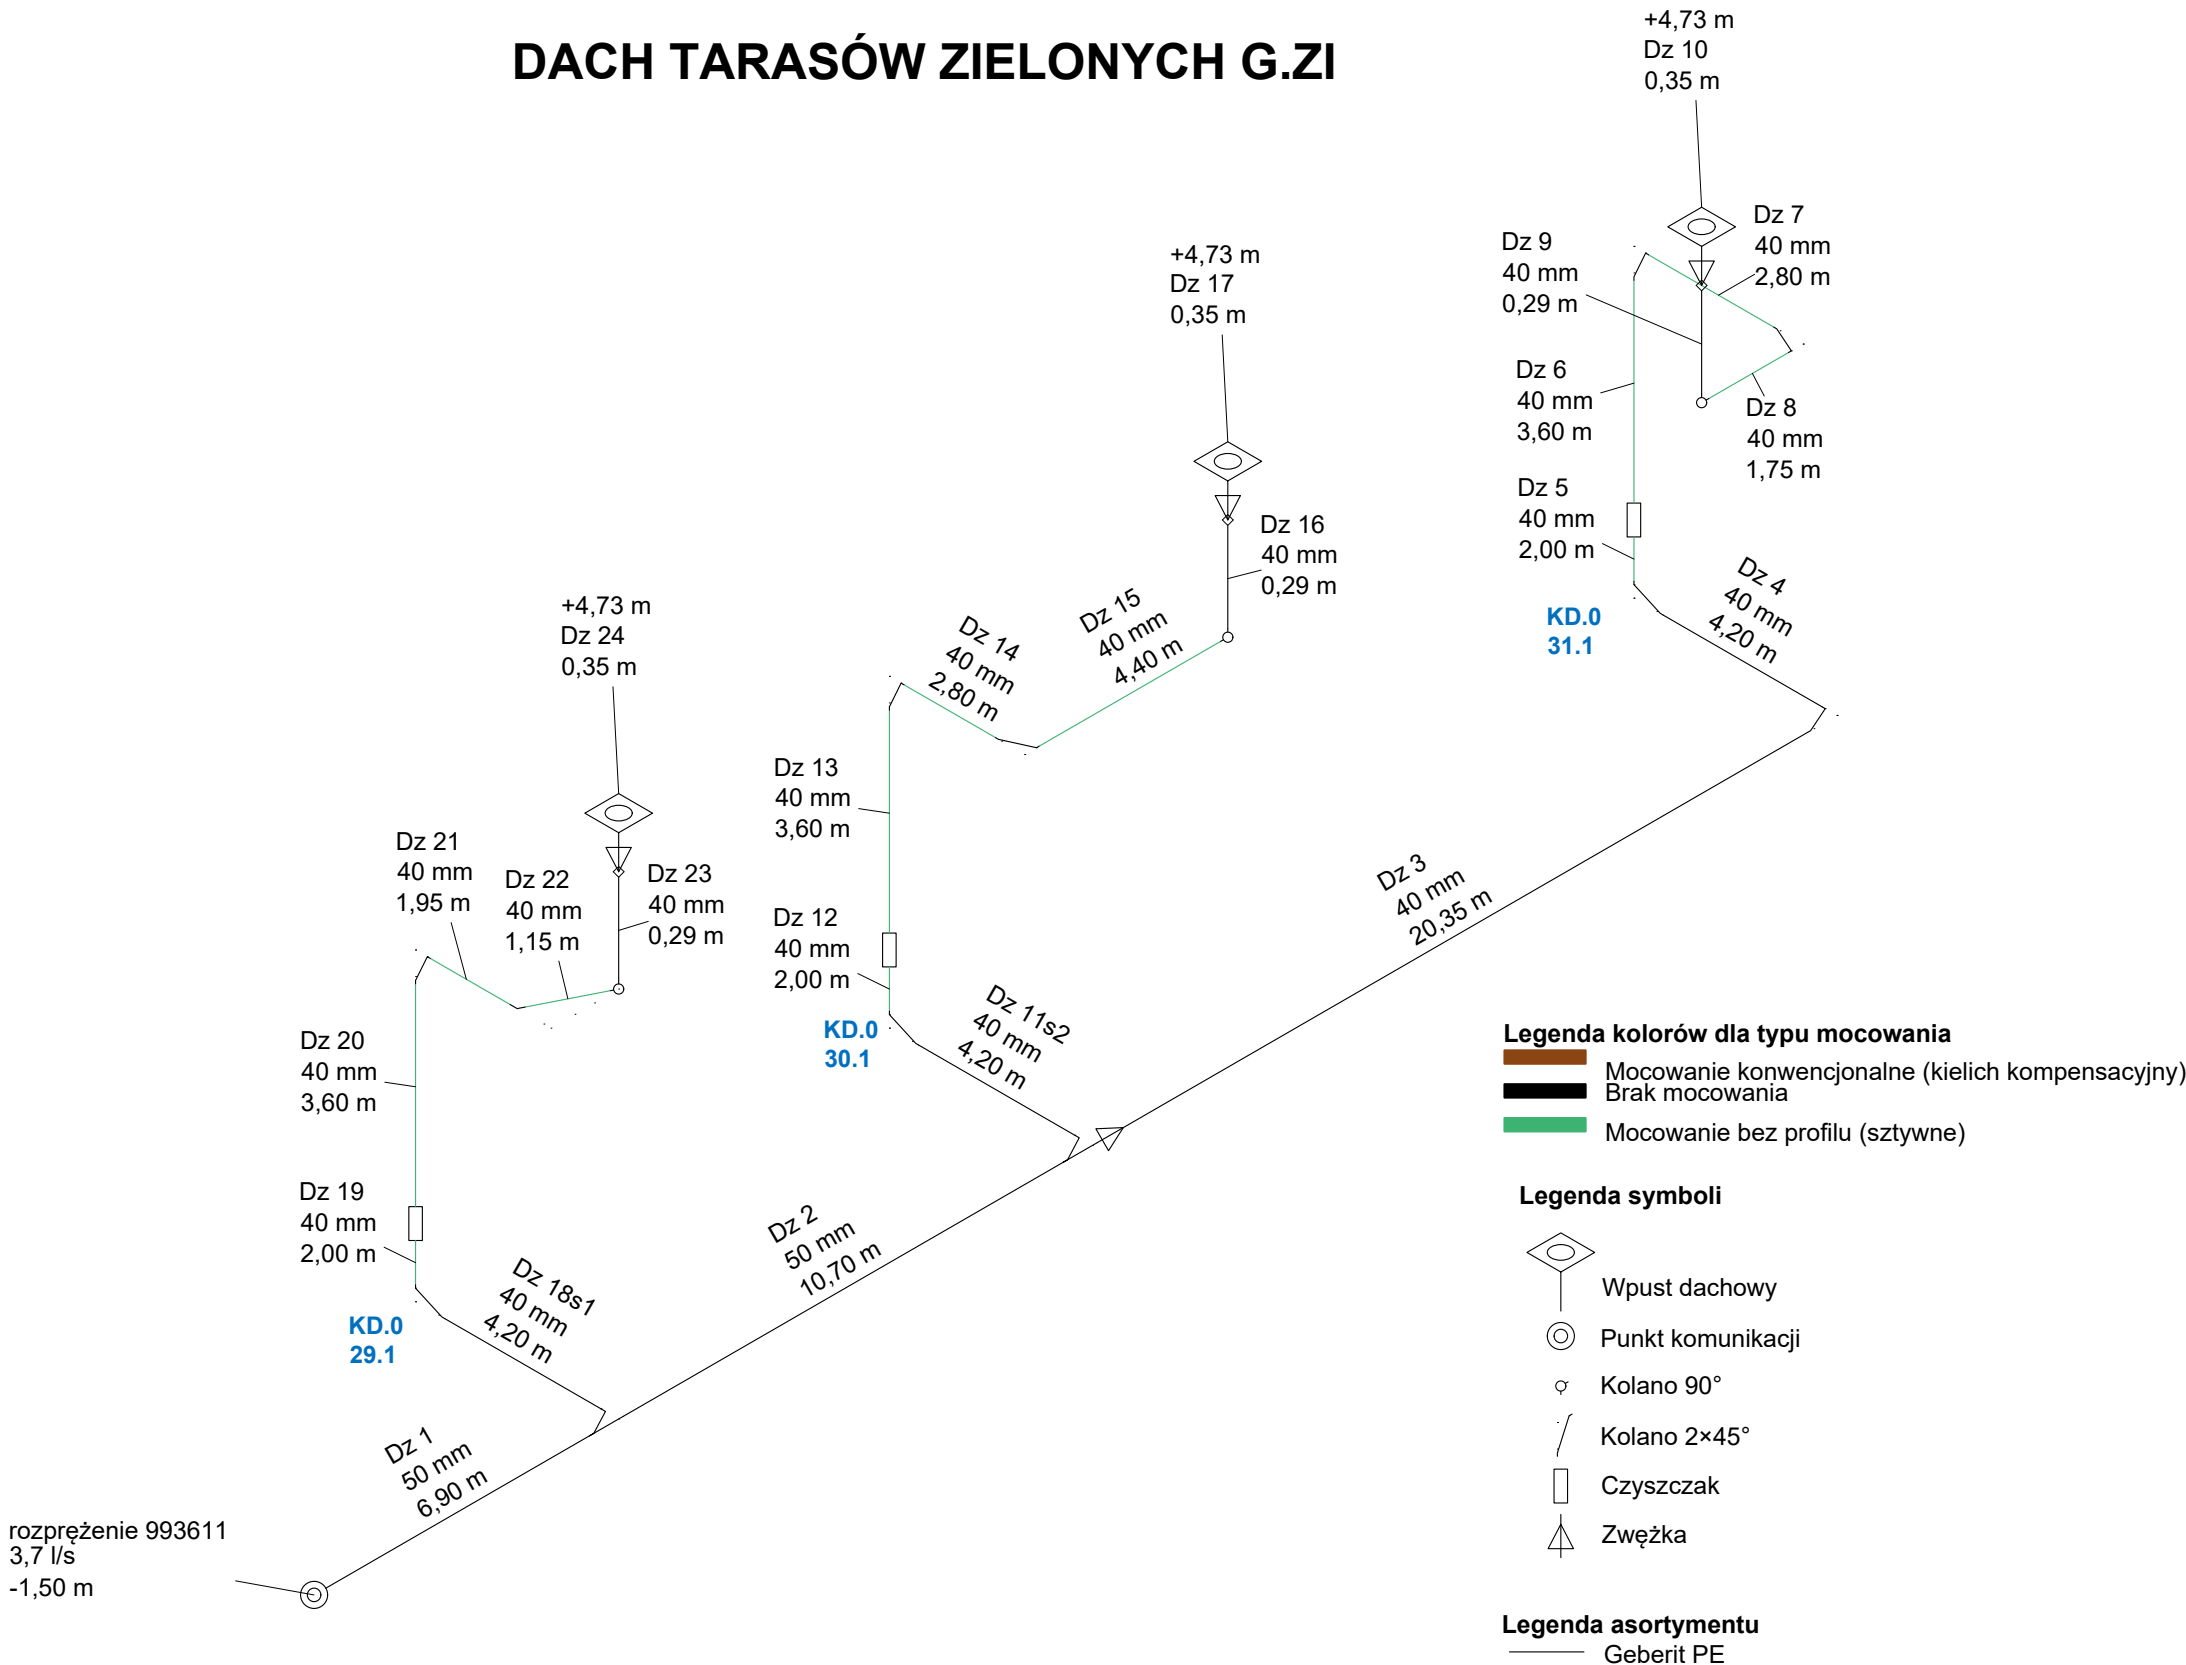 DACH TARASÓW ZIELONYCH G.ZI
+4,73 m
Dz 10
0,35 m
Dz 7
40 mm
2,80 m
Dz 9
40 mm
0,29 m
Dz 6
40 mm
3,60 m
Dz 8
40 mm
1,75 m
Dz 5
40 mm
2,00 m
KD.0
31.1
Dz 4
40 mm
4,20 m
+4,73 m
Dz 17
0,35 m
Dz 16
40 mm
0,29 m
Dz 15
40 mm
4,40 m
Dz 14
40 mm
2,80 m
Dz 13
40 mm
3,60 m
Dz 12
40 mm
2,00 m
KD.0
30.1
Dz 11s2
40 mm
4,20 m
Dz 3
40 mm
20,35 m
+4,73 m
Dz 24
0,35 m
Dz 21
40 mm
1,95 m
Dz 22
40 mm
1,15 m
Dz 23
40 mm
0,29 m
Dz 20
40 mm
3,60 m
Dz 19
40 mm
2,00 m
KD.0
29.1
Dz 18s1
40 mm
4,20 m
Dz 2
50 mm
10,70 m
Dz 1
50 mm
6,90 m
rozprężenie 993611
3,7 l/s
-1,50 m
Legenda kolorów dla typu mocowania
Mocowanie konwencjonalne (kielich kompensacyjny)
Brak mocowania
Mocowanie bez profilu (sztywne)
Legenda symboli
Wpust dachowy
Punkt komunikacji
Kolano 90°
Kolano 2×45°
Czyszczak
Zwężka
Legenda asortymentu
Geberit PE